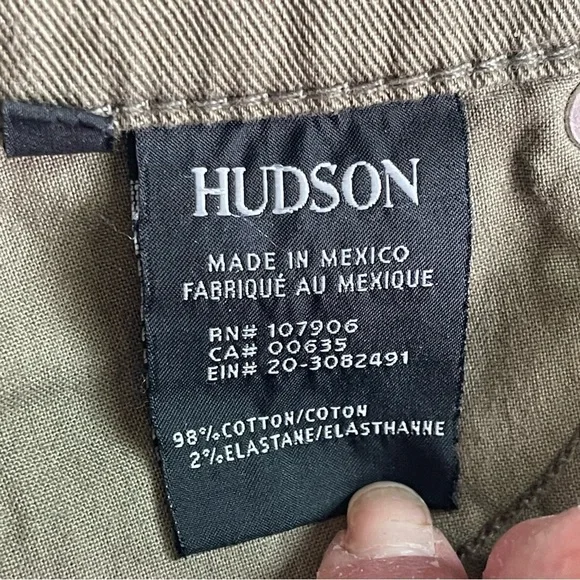 HUDSON
MADE IN MEXICO
FABRIQUÉ AU MEXIQUE
RN# 107906
CA# 00635
EIN# 20-3082491
98% COTTON/COTON
2% ELASTANE/ELASTHANNE